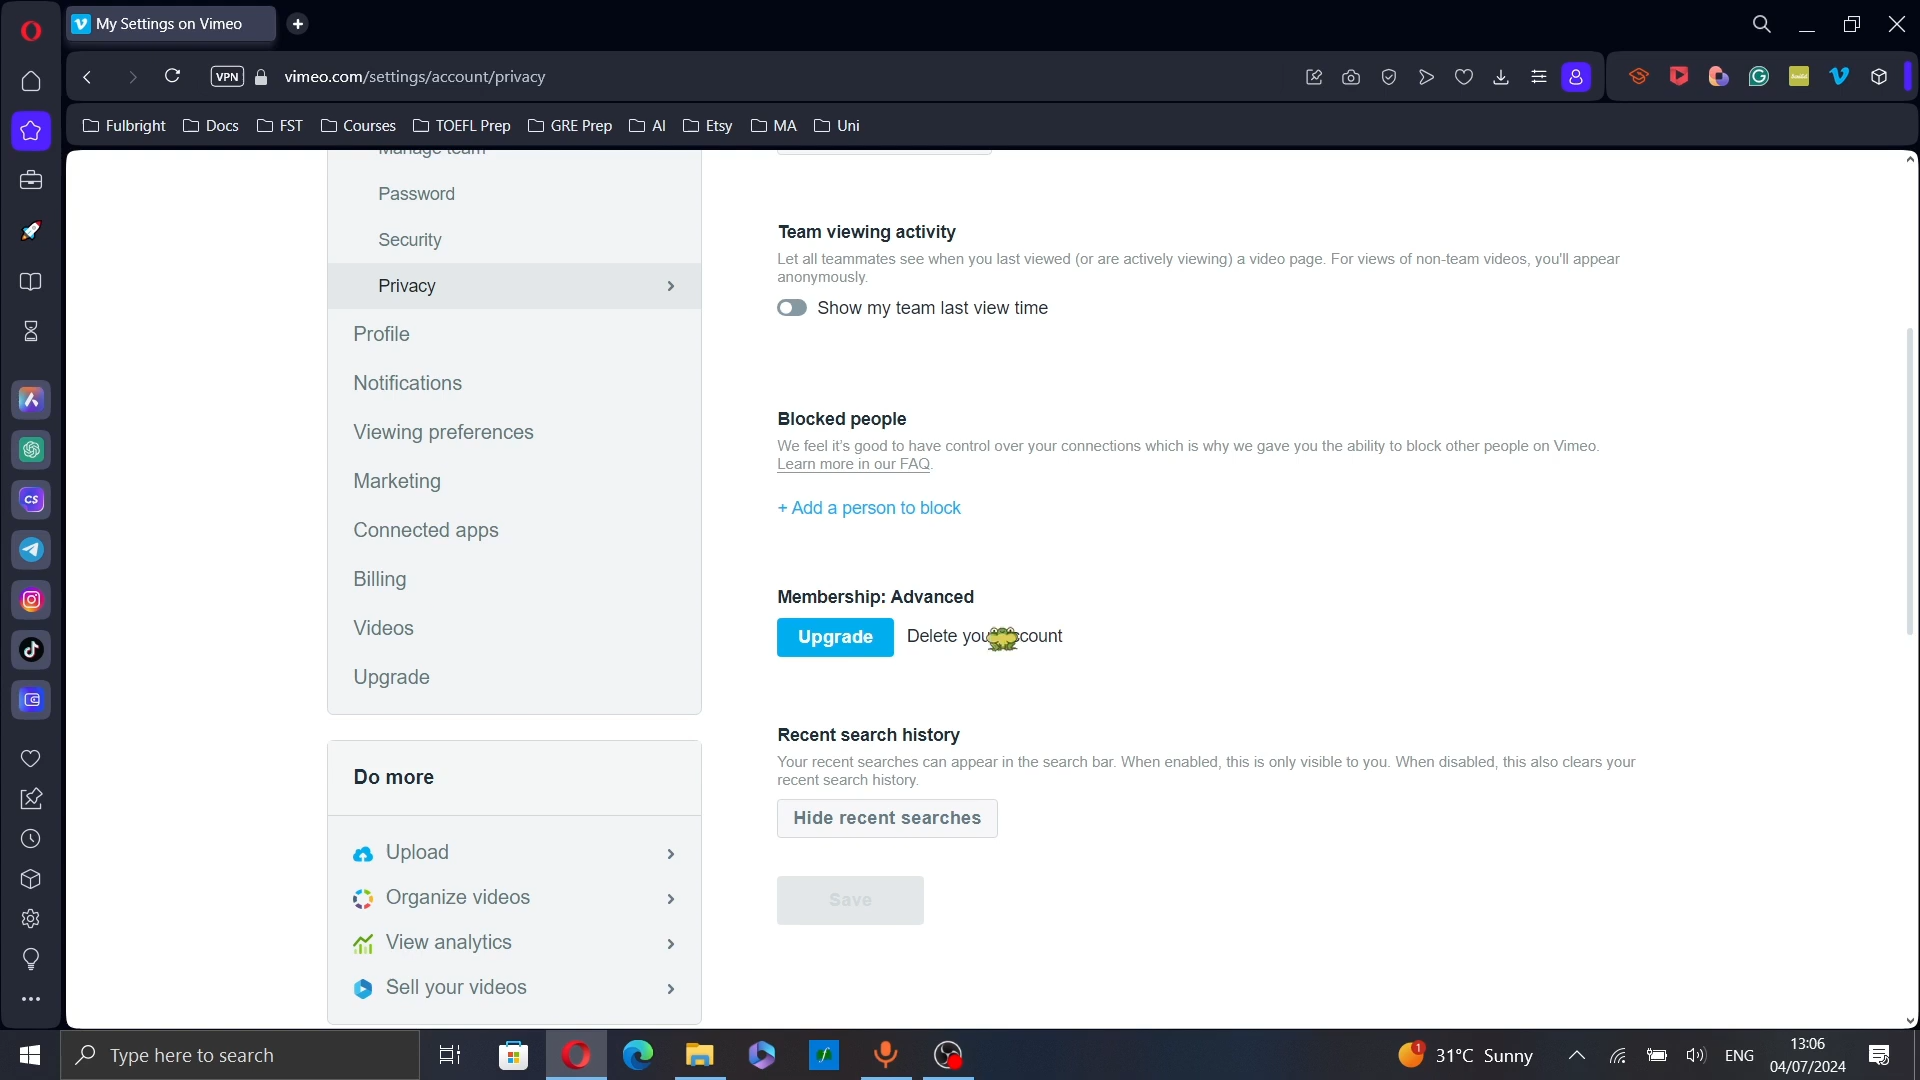 My Settings on Vimeo
VPN
vimeo.com/settings/account/privacy
Fulbright
Docs
FST
Courses
TOEFL Prep
GRE Prep
AI
Etsy
MA
Uni
Manage team
Password
Security
Privacy
Profile
Notifications
Viewing preferences
Marketing
Connected apps
Billing
Videos
Upgrade
Do more
Upload
Organize videos
View analytics
Sell your videos
Team viewing activity
Let all teammates see when you last viewed (or are actively viewing) a video page. For views of non-team videos, you'll appear
anonymously.
Show my team last view time
Blocked people
We feel it's good to have control over your connections which is why we gave you the ability to block other people on Vimeo.
Learn more in our FAQ.
+ Add a person to block
Membership: Advanced
Upgrade
Delete your account
Recent search history
Your recent searches can appear in the search bar. When enabled, this is only visible to you. When disabled, this also clears your
recent search history.
Hide recent searches
Save
CS
Type here to search
1
31°C Sunny
ENG
13:06
04/07/2024